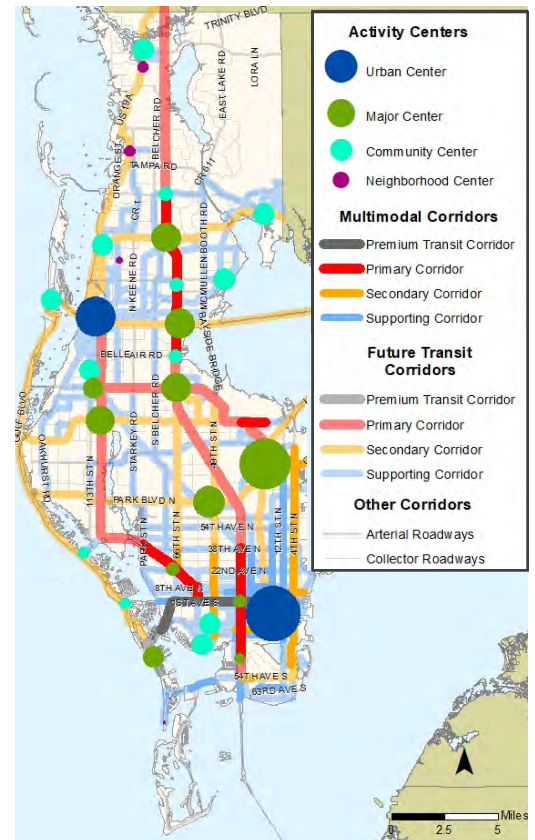 TRINITY BLVD
EAST LAKE RD
LORA LN
US 19A
BELCHER RD
ORANGE ST
TAMPA RD
CR 611
CR 1
N KEENE RD
MCMULLEN BOOTH RD
BAYSIDE BRIDGE
BELLEAIR RD
GULF BLVD
OAKHURST RD
113TH ST N
STARKEY RD
S BELCHER RD
49TH ST N
PARK BLVD N
PARK ST N
66TH ST N
54TH AVE N
38TH AVE N
22ND AVE N
12TH ST N
4TH ST N
8TH AVE
1ST AVE S
54TH AVE S
63RD AVE S
Activity Centers
Urban Center
Major Center
Community Center
Neighborhood Center
Multimodal Corridors
Premium Transit Corridor
Primary Corridor
Secondary Corridor
Supporting Corridor
Future Transit
Corridors
Premium Transit Corridor
Primary Corridor
Secondary Corridor
Supporting Corridor
Other Corridors
Arterial Roadways
Collector Roadways
Miles
0 2.5 5